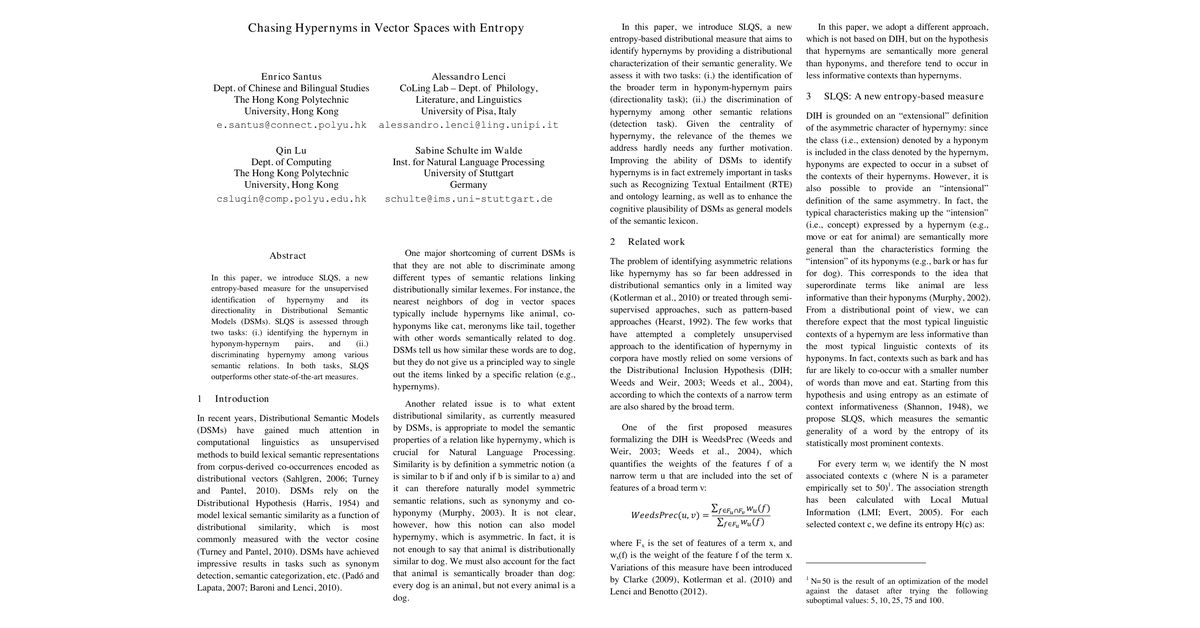 Chasing Hypernyms in Vector Spaces with Entropy
Enrico Santus
Dept. of Chinese and Bilingual Studies
The Hong Kong Polytechnic
University, Hong Kong
e.santus@connect.polyu.hk
Alessandro Lenci
CoLing Lab – Dept. of Philology,
Literature, and Linguistics
University of Pisa, Italy
alessandro.lenci@ling.unipi.it
Qin Lu
Dept. of Computing
The Hong Kong Polytechnic
University, Hong Kong
csluqin@comp.polyu.edu.hk
Sabine Schulte im Walde
Inst. for Natural Language Processing
University of Stuttgart
Germany
schulte@ims.uni-stuttgart.de
Abstract
In this paper, we introduce SLQS, a new
entropy-based measure for the unsupervised
identification of hypernymy and its
directionality in Distributional Semantic
Models (DSMs). SLQS is assessed through
two tasks: (i.) identifying the hypernym in
hyponym-hypernym pairs, and (ii.)
discriminating hypernymy among various
semantic relations. In both tasks, SLQS
outperforms other state-of-the-art measures.
1 Introduction
In recent years, Distributional Semantic Models
(DSMs) have gained much attention in
computational linguistics as unsupervised
methods to build lexical semantic representations
from corpus-derived co-occurrences encoded as
distributional vectors (Sahlgren, 2006; Turney
and Pantel, 2010). DSMs rely on the
Distributional Hypothesis (Harris, 1954) and
model lexical semantic similarity as a function of
distributional similarity, which is most
commonly measured with the vector cosine
(Turney and Pantel, 2010). DSMs have achieved
impressive results in tasks such as synonym
detection, semantic categorization, etc. (Padó and
Lapata, 2007; Baroni and Lenci, 2010).
One major shortcoming of current DSMs is
that they are not able to discriminate among
different types of semantic relations linking
distributionally similar lexemes. For instance, the
nearest neighbors of dog in vector spaces
typically include hypernyms like animal, co-
hyponyms like cat, meronyms like tail, together
with other words semantically related to dog.
DSMs tell us how similar these words are to dog,
but they do not give us a principled way to single
out the items linked by a specific relation (e.g.,
hypernyms).
Another related issue is to what extent
distributional similarity, as currently measured
by DSMs, is appropriate to model the semantic
properties of a relation like hypernymy, which is
crucial for Natural Language Processing.
Similarity is by definition a symmetric notion (a
is similar to b if and only if b is similar to a) and
it can therefore naturally model symmetric
semantic relations, such as synonymy and co-
hyponymy (Murphy, 2003). It is not clear,
however, how this notion can also model
hypernymy, which is asymmetric. In fact, it is
not enough to say that animal is distributionally
similar to dog. We must also account for the fact
that animal is semantically broader than dog:
every dog is an animal, but not every animal is a
dog.
In this paper, we introduce SLQS, a new
entropy-based distributional measure that aims to
identify hypernyms by providing a distributional
characterization of their semantic generality. We
assess it with two tasks: (i.) the identification of
the broader term in hyponym-hypernym pairs
(directionality task); (ii.) the discrimination of
hypernymy among other semantic relations
(detection task). Given the centrality of
hypernymy, the relevance of the themes we
address hardly needs any further motivation.
Improving the ability of DSMs to identify
hypernyms is in fact extremely important in tasks
such as Recognizing Textual Entailment (RTE)
and ontology learning, as well as to enhance the
cognitive plausibility of DSMs as general models
of the semantic lexicon.
2 Related work
The problem of identifying asymmetric relations
like hypernymy has so far been addressed in
distributional semantics only in a limited way
(Kotlerman et al., 2010) or treated through semi-
supervised approaches, such as pattern-based
approaches (Hearst, 1992). The few works that
have attempted a completely unsupervised
approach to the identification of hypernymy in
corpora have mostly relied on some versions of
the Distributional Inclusion Hypothesis (DIH;
Weeds and Weir, 2003; Weeds et al., 2004),
according to which the contexts of a narrow term
are also shared by the broad term.
One of the first proposed measures
formalizing the DIH is WeedsPrec (Weeds and
Weir, 2003; Weeds et al., 2004), which
quantifies the weights of the features f of a
narrow term u that are included into the set of
features of a broad term v:
WeedsPrec(u, v) = ∑f∈Fu∩Fv wu(f) / ∑f∈Fu wu(f)
where Fx is the set of features of a term x, and
wx(f) is the weight of the feature f of the term x.
Variations of this measure have been introduced
by Clarke (2009), Kotlerman et al. (2010) and
Lenci and Benotto (2012).
In this paper, we adopt a different approach,
which is not based on DIH, but on the hypothesis
that hypernyms are semantically more general
than hyponyms, and therefore tend to occur in
less informative contexts than hypernyms.
3 SLQS: A new entropy-based measure
DIH is grounded on an “extensional” definition
of the asymmetric character of hypernymy: since
the class (i.e., extension) denoted by a hyponym
is included in the class denoted by the hypernym,
hyponyms are expected to occur in a subset of
the contexts of their hypernyms. However, it is
also possible to provide an “intensional”
definition of the same asymmetry. In fact, the
typical characteristics making up the “intension”
(i.e., concept) expressed by a hypernym (e.g.,
move or eat for animal) are semantically more
general than the characteristics forming the
“intension” of its hyponyms (e.g., bark or has fur
for dog). This corresponds to the idea that
superordinate terms like animal are less
informative than their hyponyms (Murphy, 2002).
From a distributional point of view, we can
therefore expect that the most typical linguistic
contexts of a hypernym are less informative than
the most typical linguistic contexts of its
hyponyms. In fact, contexts such as bark and has
fur are likely to co-occur with a smaller number
of words than move and eat. Starting from this
hypothesis and using entropy as an estimate of
context informativeness (Shannon, 1948), we
propose SLQS, which measures the semantic
generality of a word by the entropy of its
statistically most prominent contexts.
For every term wi we identify the N most
associated contexts c (where N is a parameter
empirically set to 50)1. The association strength
has been calculated with Local Mutual
Information (LMI; Evert, 2005). For each
selected context c, we define its entropy H(c) as:
1 N=50 is the result of an optimization of the model
against the dataset after trying the following
suboptimal values: 5, 10, 25, 75 and 100.